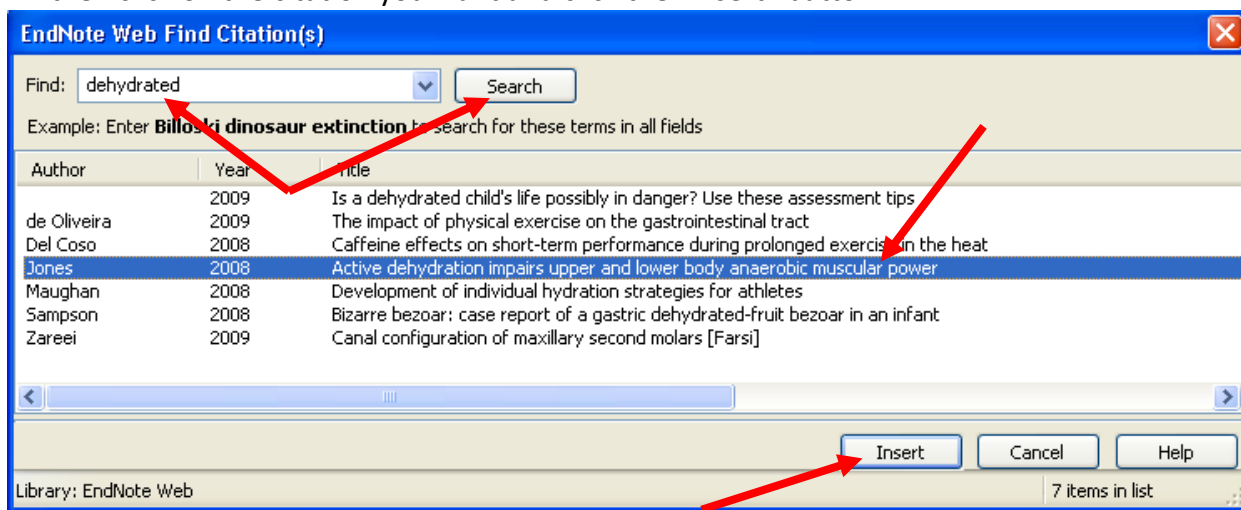 EndNote Web Find Citation(s)
Find: dehydrated Search
Example: Enter Billoski dinosaur extinction to search for these terms in all fields
Author Year Title
2009 Is a dehydrated child's life possibly in danger? Use these assessment tips
de Oliveira 2009 The impact of physical exercise on the gastrointestinal tract
Del Coso 2008 Caffeine effects on short-term performance during prolonged exercise in the heat
Jones 2008 Active dehydration impairs upper and lower body anaerobic muscular power
Maughan 2008 Development of individual hydration strategies for athletes
Sampson 2008 Bizarre bezoar: case report of a gastric dehydrated-fruit bezoar in an infant
Zareei 2009 Canal configuration of maxillary second molars [Farsi]
Insert Cancel Help
Library: EndNote Web 7 items in list